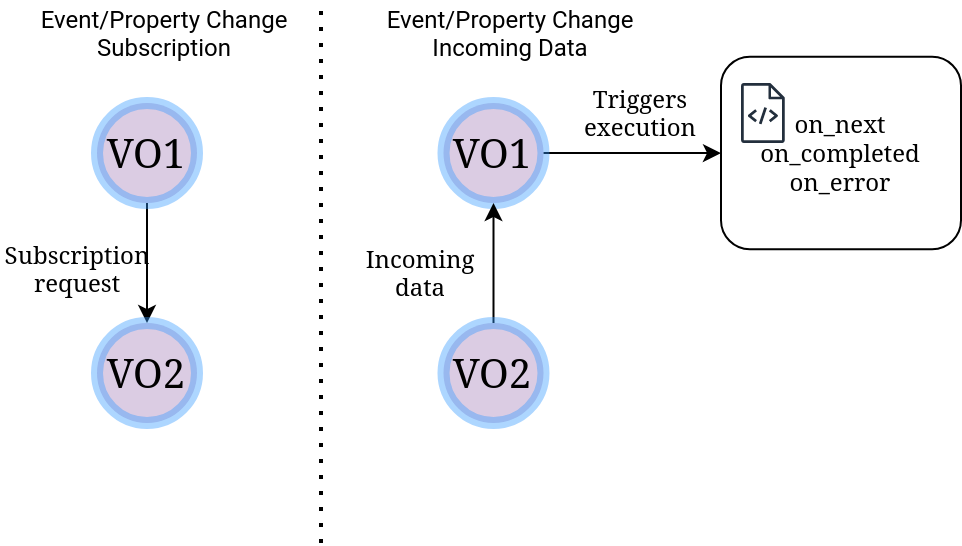 Event/Property Change
Subscription
VO1
Subscription
request
VO2
Event/Property Change
Incoming Data
VO1
Triggers
execution
on_next
on_completed
on_error
Incoming
data
VO2